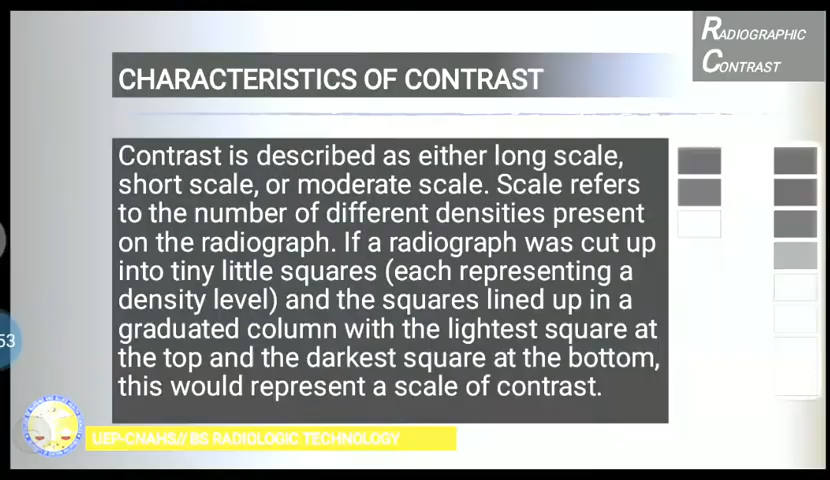 RADIOGRAPHIC
CONTRAST
CHARACTERISTICS OF CONTRAST
Contrast is described as either long scale,
short scale, or moderate scale. Scale refers
to the number of different densities present
on the radiograph. If a radiograph was cut up
into tiny little squares (each representing a
density level) and the squares lined up in a
graduated column with the lightest square at
the top and the darkest square at the bottom,
this would represent a scale of contrast.
53
UEP-CNAHS// BS RADIOLOGIC TECHNOLOGY